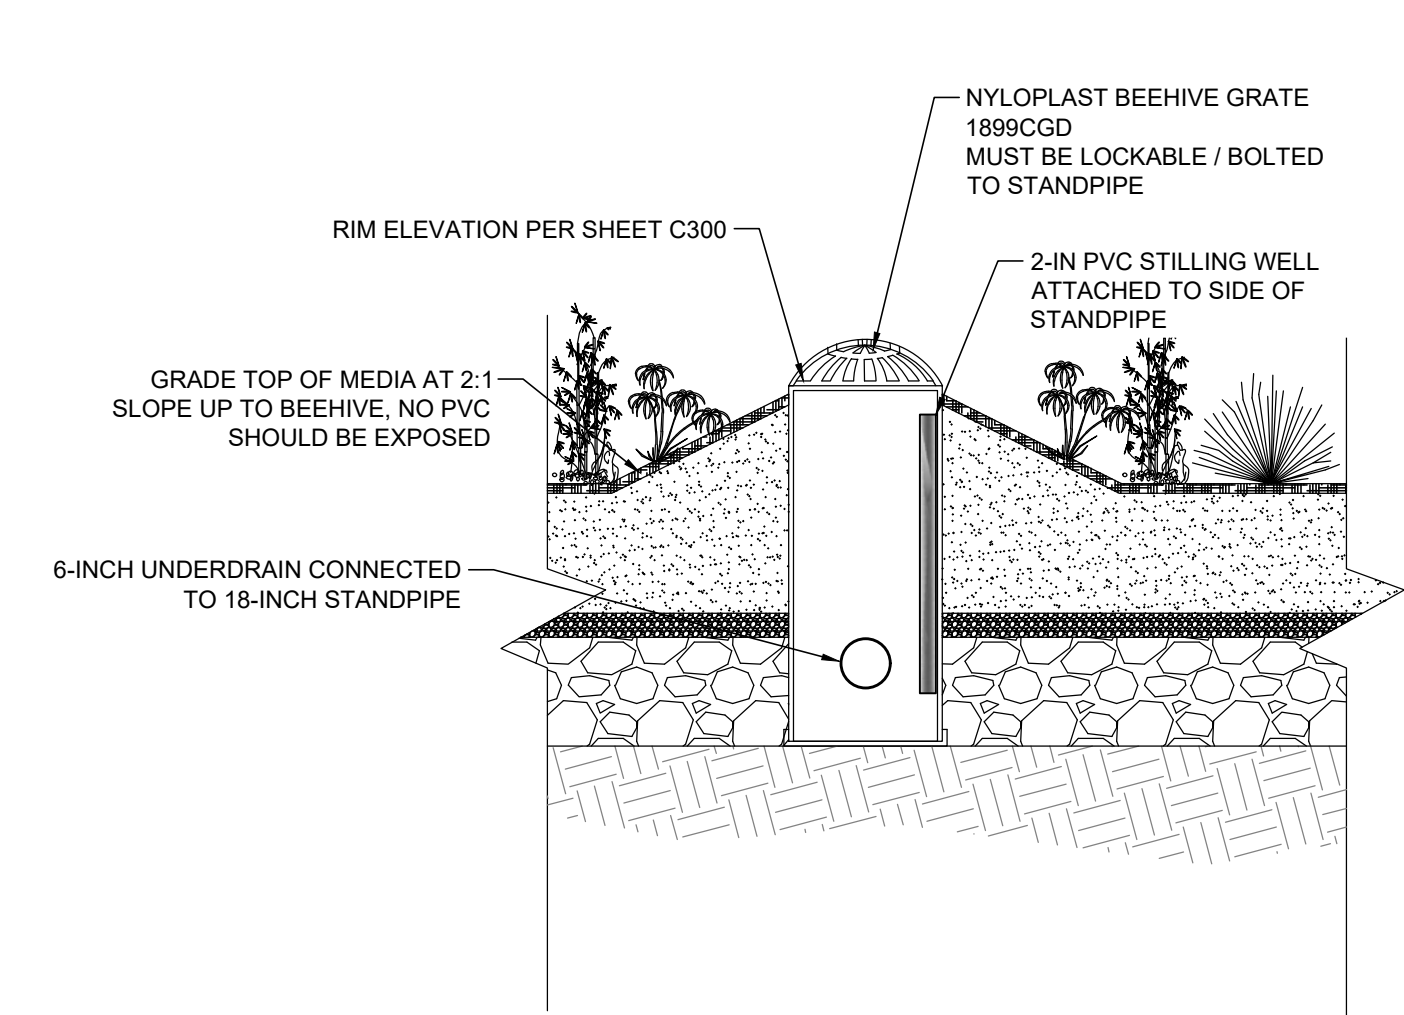 NYLOPLAST BEEHIVE GRATE
1899CGD
MUST BE LOCKABLE / BOLTED
TO STANDPIPE
RIM ELEVATION PER SHEET C300
2-IN PVC STILLING WELL
ATTACHED TO SIDE OF
STANDPIPE
GRADE TOP OF MEDIA AT 2:1
SLOPE UP TO BEEHIVE, NO PVC
SHOULD BE EXPOSED
6-INCH UNDERDRAIN CONNECTED
TO 18-INCH STANDPIPE